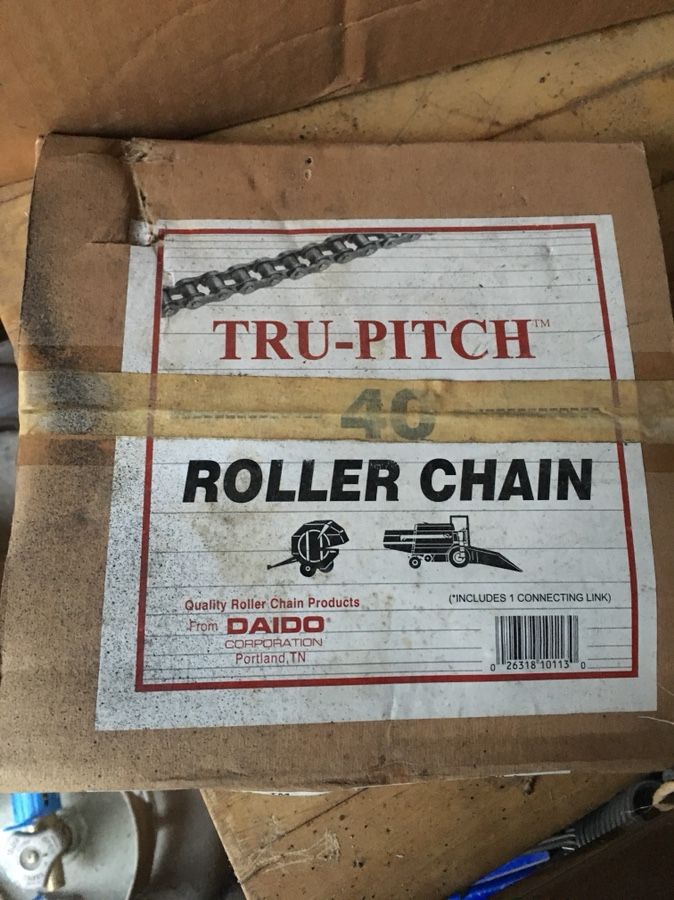 TRU-PITCH™
40
ROLLER CHAIN
Quality Roller Chain Products
From DAIDO®
CORPORATION
Portland, TN
(*INCLUDES 1 CONNECTING LINK)
0 26318 10113 0